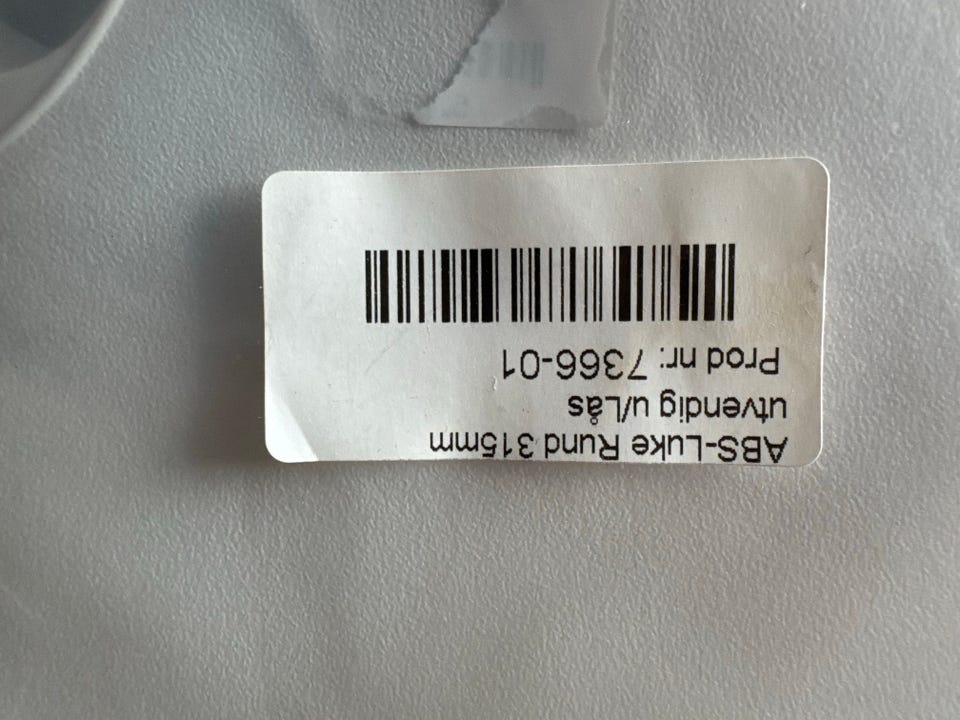 ABS-Luke Rund 315mm
utvendig u/Lås
Prod nr: 7366-01